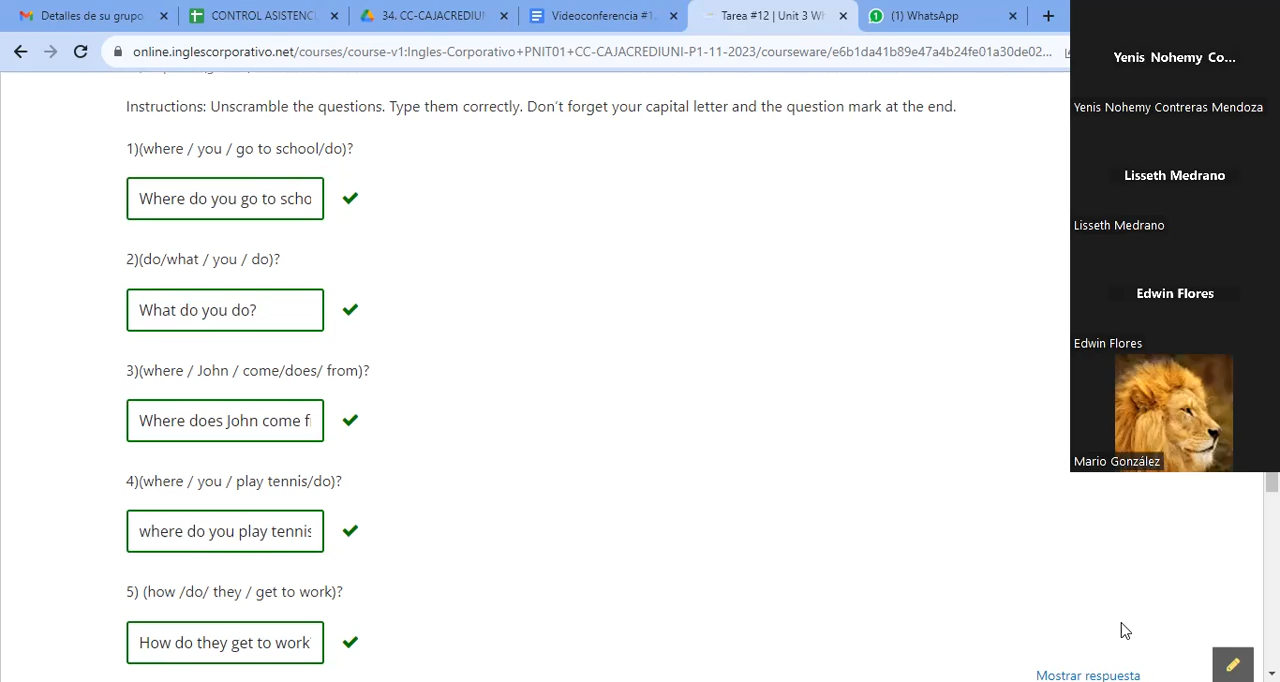 Detalles de su grupo
CONTROL ASISTENC
34. CC-CAJACREDIUN
Videoconferencia #1
Tarea #12 | Unit 3 Wh
(1) WhatsApp
online.inglescorporativo.net/courses/course-v1:Ingles-Corporativo+PNIT01+CC-CAJACREDIUNI-P1-11-2023/courseware/e6b1da41b89e47a4b24fe01a30de02...
Instructions: Unscramble the questions. Type them correctly. Don´t forget your capital letter and the question mark at the end.
1)(where / you / go to school/do)?
Where do you go to scho
2)(do/what / you / do)?
What do you do?
3)(where / John / come/does/ from)?
Where does John come f
4)(where / you / play tennis/do)?
where do you play tennis
5) (how /do/ they / get to work)?
How do they get to work
Mostrar respuesta
Yenis Nohemy Co...
Yenis Nohemy Contreras Mendoza
Lisseth Medrano
Lisseth Medrano
Edwin Flores
Edwin Flores
Mario González